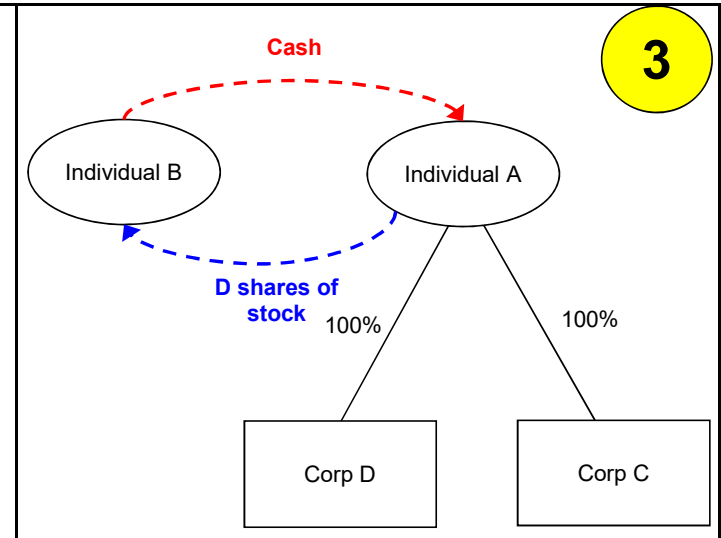 Cash
3
Individual B
Individual A
D shares of
stock
100%
100%
Corp D
Corp C